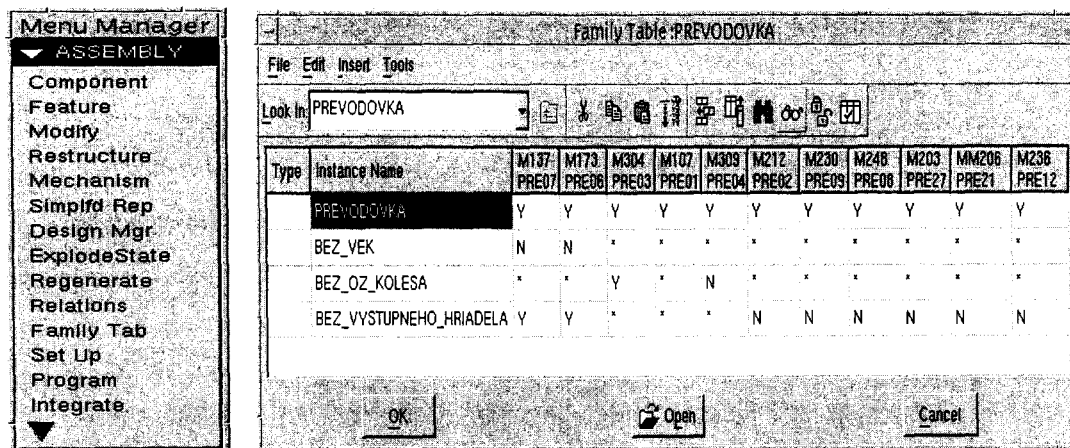 Menu Manager
ASSEMBLY
Component
Feature
Modify
Restructure
Mechanism
Simplfd Rep
Design Mgr
ExplodeState
Regenerate
Relations
Family Tab
Set Up
Program
Integrate
Family Table :PREVODOVKA
File Edit Insert Tools
Look In: PREVODOVKA
Type Instance Name M137 M173 M304 M107 M309 M212 M230 M248 M203 MM206 M236
PRE07 PRE06 PRE03 PRE01 PRE04 PRE02 PRE09 PRE08 PRE27 PRE21 PRE12
PREVODOVKA Y Y Y Y Y Y Y Y Y Y Y
BEZ_VEK N N * * * * * * * * *
BEZ_OZ_KOLESA * * Y * N * * * * * *
BEZ_VYSTUPNEHO_HRIADELA Y Y * * * N N N N N N
OK Open Cancel